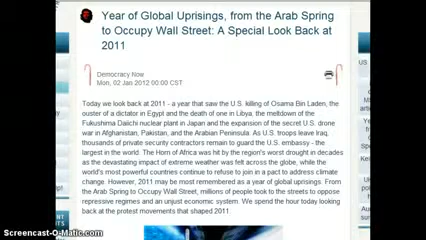 Year of Global Uprisings, from the Arab Spring
to Occupy Wall Street: A Special Look Back at
2011
Democracy Now
Mon, 02 Jan 2012 00:00 CST
Today we look back at 2011 - a year that saw the U.S. killing of Osama Bin Laden, the
ouster of a dictator in Egypt and the death of one in Libya, the meltdown of the
Fukushima Daiichi nuclear plant in Japan and the expansion of the secret U.S. drone
war in Afghanistan, Pakistan, and the Arabian Peninsula. As U.S. troops leave Iraq,
thousands of private security contractors remain to guard the U.S. embassy - the
largest in the world. The Horn of Africa was hit by the region's worst drought in decades
as the devastating impact of extreme weather was felt across the globe, while the
world's most powerful countries continue to refuse to join in a pact to address climate
change. However, 2011 may be most remembered as a year of global uprisings. From
the Arab Spring to Occupy Wall Street, millions of people took to the streets to oppose
repressive regimes and an unjust economic system. We spend the hour today looking
back at the protest movements that shaped 2011
US
Screencast-O-Matic.com